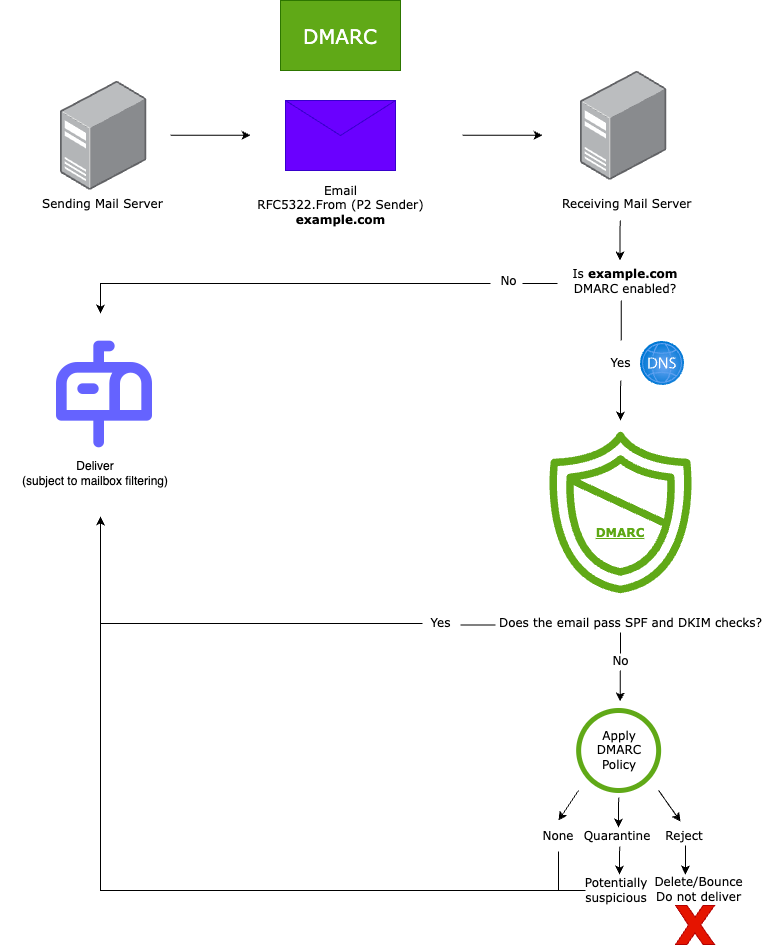 DMARC
Sending Mail Server
Email
RFC5322.From (P2 Sender)
example.com
Receiving Mail Server
Is example.com
DMARC enabled?
No
Yes
DNS
Deliver
(subject to mailbox filtering)
DMARC
Yes
Does the email pass SPF and DKIM checks?
No
Apply
DMARC
Policy
None
Quarantine
Reject
Potentially
suspicious
Delete/Bounce
Do not deliver